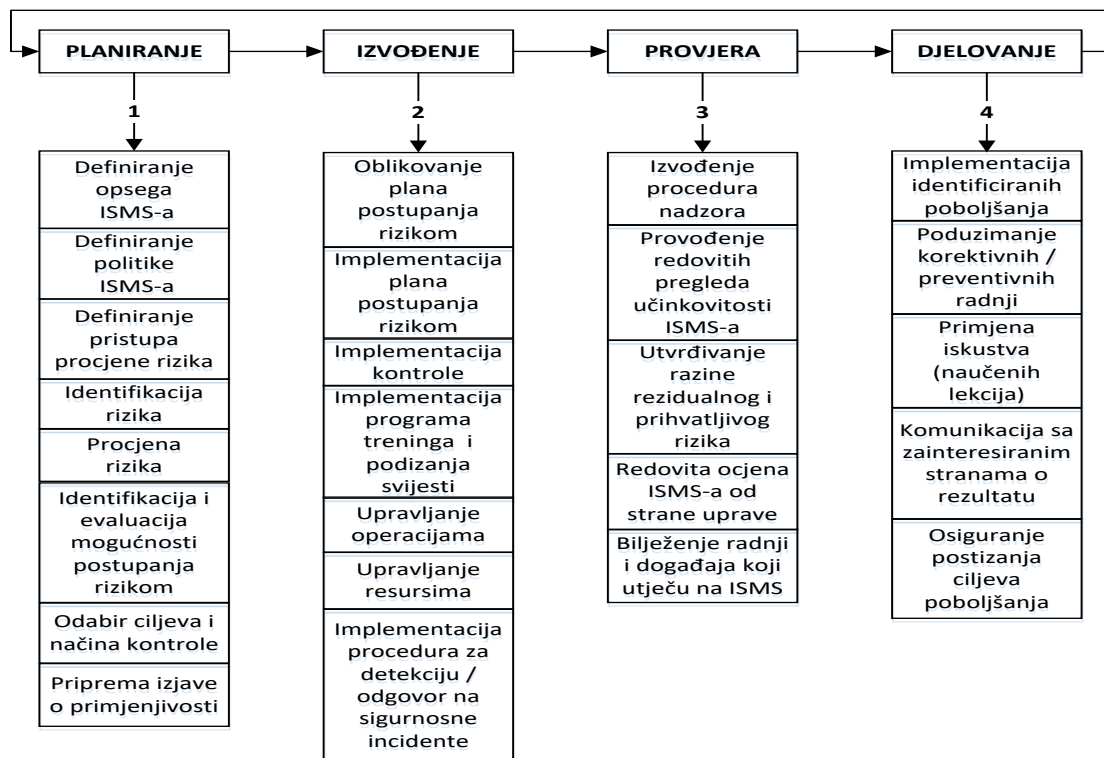 PLANIRANJE
IZVOĐENJE
PROVJERA
DJELOVANJE
1
2
3
4
Definiranje
opsega
ISMS-a
Definiranje
politike
ISMS-a
Definiranje
pristupa
procjene rizika
Identifikacija
rizika
Procjena
rizika
Identifikacija i
evaluacija
mogućnosti
postupanja
rizikom
Odabir ciljeva i
načina kontrole
Priprema izjave
o primjenjivosti
Oblikovanje
plana
postupanja
rizikom
Implementacija
plana
postupanja
rizikom
Implementacija
kontrole
Implementacija
programa
treninga i
podizanja
svijesti
Upravljanje
operacijama
Upravljanje
resursima
Implementacija
procedura za
detekciju /
odgovor na
sigurnosne
incidente
Izvođenje
procedura
nadzora
Provođenje
redovitih
pregleda
učinkovitosti
ISMS-a
Utvrđivanje
razine
rezidualnog i
prihvatljivog
rizika
Redovita ocjena
ISMS-a od
strane uprave
Bilježenje radnji
i događaja koji
utječu na ISMS
Implementacija
identificiranih
poboljšanja
Poduzimanje
korektivnih /
preventivnih
radnji
Primjena
iskustva
(naučenih
lekcija)
Komunikacija sa
zainteresiranim
stranama o
rezultatu
Osiguranje
postizanja
ciljeva
poboljšanja